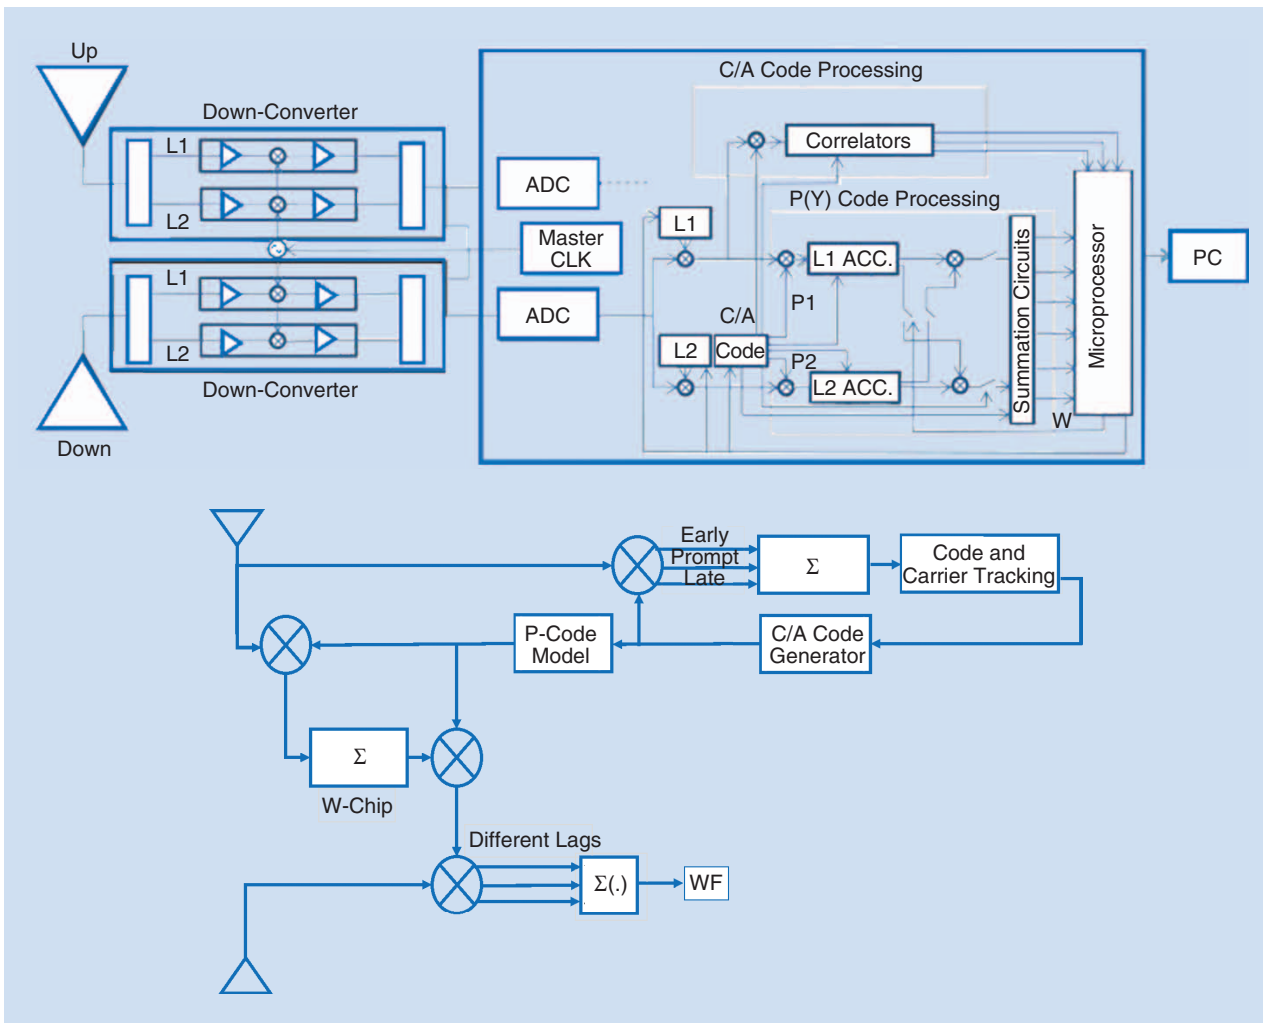 Up
C/A Code Processing
Down-Converter
L1
Correlators
ADC
P(Y) Code Processing
L2
L1
Master
CLK
L1 ACC.
Summation Circuits
Microprocessor
PC
L1
P1
ADC
C/A
Code
L2
L2
P2
L2 ACC.
Down-Converter
W
Down
Early
Prompt
Late
Σ
Code and
Carrier Tracking
P-Code
Model
C/A Code
Generator
Σ
W-Chip
Different Lags
Σ(.)
WF